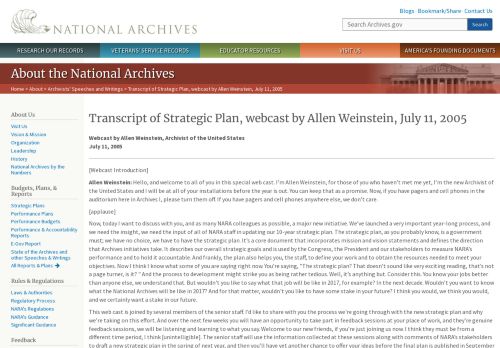 Blogs · Bookmark/Share · Contact Us
NATIONAL ARCHIVES
Search Archives.gov
Search
RESEARCH OUR RECORDS
VETERANS' SERVICE RECORDS
EDUCATOR RESOURCES
VISIT US
AMERICA'S FOUNDING DOCUMENTS
About the National Archives
Home > About > Archivists' Speeches and Writings > Transcript of Strategic Plan, webcast by Allen Weinstein, July 11, 2005
About Us
Visit Us
Vision & Mission
Organization
Leadership
History
National Archives by the
Numbers
Budgets, Plans, &
Reports
Strategic Plans
Performance Plans
Performance Budgets
Performance & Accountability
Reports
E-Gov Report
State of the Archives and
other Speeches & Writings
All Reports & Plans
Rules & Regulations
Laws & Authorities
Regulatory Process
NARA's Regulations
NARA's Guidance
Significant Guidance
Feedback
Transcript of Strategic Plan, webcast by Allen Weinstein, July 11, 2005
Webcast by Allen Weinstein, Archivist of the United States
July 11, 2005
[Webcast Introduction]
Allen Weinstein: Hello, and welcome to all of you in this special web cast. I'm Allen Weinstein, for those of you who haven't met me yet, I'm the new Archivist of
the United States and I will be at all of your installations before the year is out. You can keep that as a promise. Now, if you have pagers and cell phones in the
auditorium here in Archives I, please turn them off. If you have pagers and cell phones anywhere else, we don't care.
[applause]
Now, today I want to discuss with you, and as many NARA colleagues as possible, a major new initiative. We've launched a very important year-long process, and
we need the insight, we need the input of all of NARA staff in updating our 10-year strategic plan. The strategic plan, as you probably know, is a government
must; we have no choice, we have to have the strategic plan. It's a core document that incorporates mission and vision statements and defines the direction
that Archives initiatives take. It describes our overall strategic goals and is used by the Congress, the President and our stakeholders to measure NARA's
performance and to hold it accountable. And frankly, the plan also helps you, the staff, to define your work and to obtain the resources needed to meet your
objectives. Now I think I know what some of you are saying right now. You're saying, "The strategic plan? That doesn't sound like very exciting reading, that's not
a page turner, is it?" "And the process to development might strike you as being rather tedious. Well, it's anything but. Consider this. You know your jobs better
than anyone else, we understand that. But wouldn't you like to say what that job will be like in 2017, for example? In the next decade. Wouldn't you want to know
what the National Archives will be like in 2017? And for that matter, wouldn't you like to have some stake in your future? I think you would, we think you would,
and we certainly want a stake in our future.
This web cast is joined by several members of the senior staff. I'd like to share with you the process we're going through with the new strategic plan and why
we're taking on this effort. And over the next few weeks you will have an opportunity to take part in feedback sessions at your place of work, and they're genuine
feedback sessions, we will be listening and learning to what you say. Welcome to our new friends, if you're just joining us now. I think they must be from a
different time period, I think [unintelligible]. The senior staff will use the information collected at these sessions along with comments from NARA's stakeholders
to draft a new strategic plan in the spring of next year, and then you'll have yet another chance to offer your ideas before the final plan is published in September